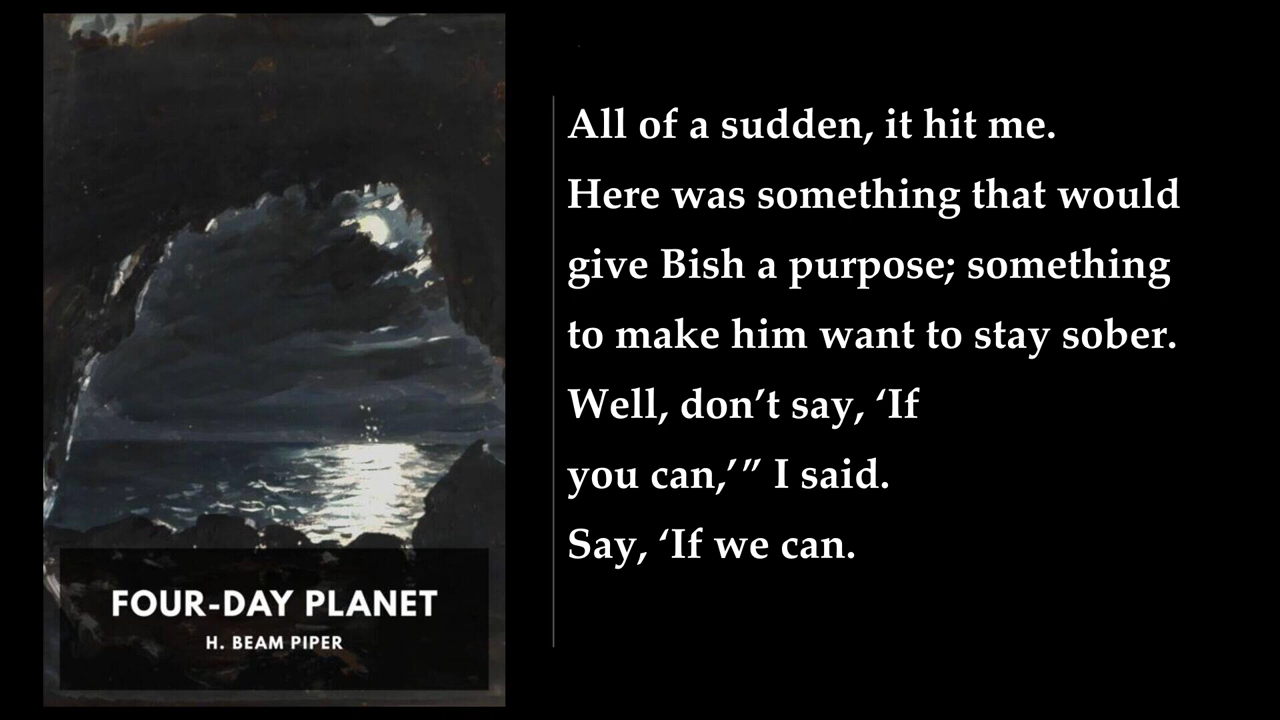 FOUR-DAY PLANET
H. BEAM PIPER
All of a sudden, it hit me.
Here was something that would
give Bish a purpose; something
to make him want to stay sober.
Well, don’t say, ‘If
you can,’” I said.
Say, ‘If we can.